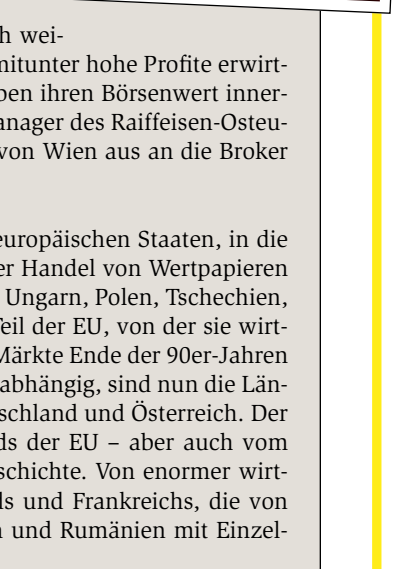 h wei-
mitunter hohe Profite erwirt-
ben ihren Börsenwert inner-
anager des Raiffeisen-Osteu-
von Wien aus an die Broker
europäischen Staaten, in die
er Handel von Wertpapieren
Ungarn, Polen, Tschechien,
Teil der EU, von der sie wirt-
Märkte Ende der 90er-Jahren
abhängig, sind nun die Län-
schland und Österreich. Der
ds der EU – aber auch vom
schichte. Von enormer wirt-
ls und Frankreichs, die von
n und Rumänien mit Einzel-